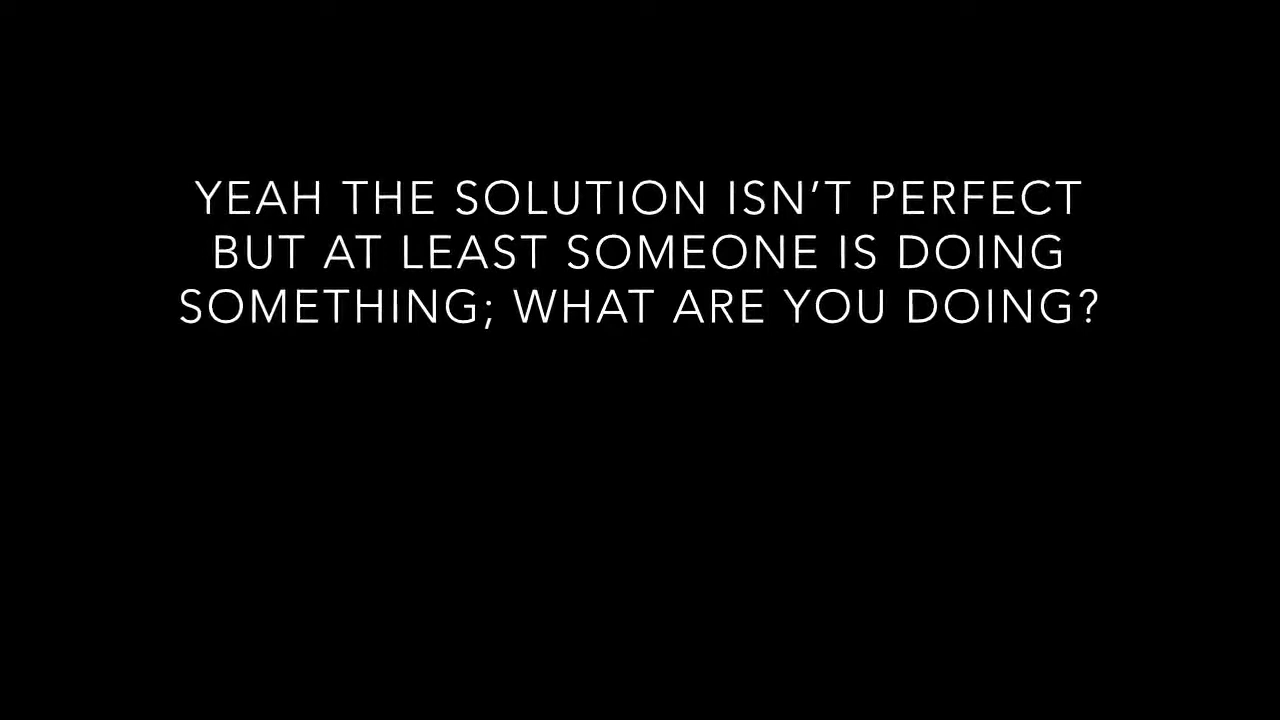 YEAH THE SOLUTION ISN’T PERFECT
BUT AT LEAST SOMEONE IS DOING
SOMETHING; WHAT ARE YOU DOING?